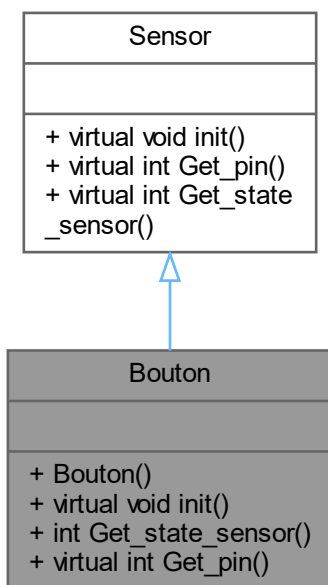 Sensor
+ virtual void init()
+ virtual int Get_pin()
+ virtual int Get_state
_sensor()
Bouton
+ Bouton()
+ virtual void init()
+ int Get_state_sensor()
+ virtual int Get_pin()